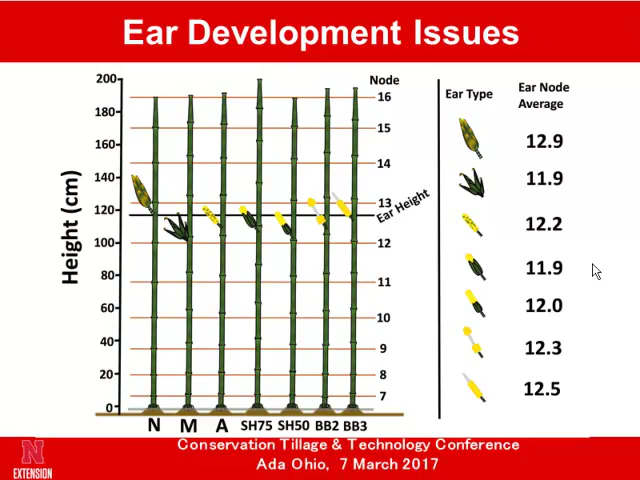 Ear Development Issues
Height (cm)
200
180
160
140
120
100
80
60
40
20
0
Node
16
15
14
13
Ear Height
12
11
10
9
8
7
N M A SH75 SH50 BB2 BB3
Ear Type
Ear Node
Average
12.9
11.9
12.2
11.9
12.0
12.3
12.5
N
EXTENSION
Conservation Tillage & Technology Conference
Ada Ohio, 7 March 2017